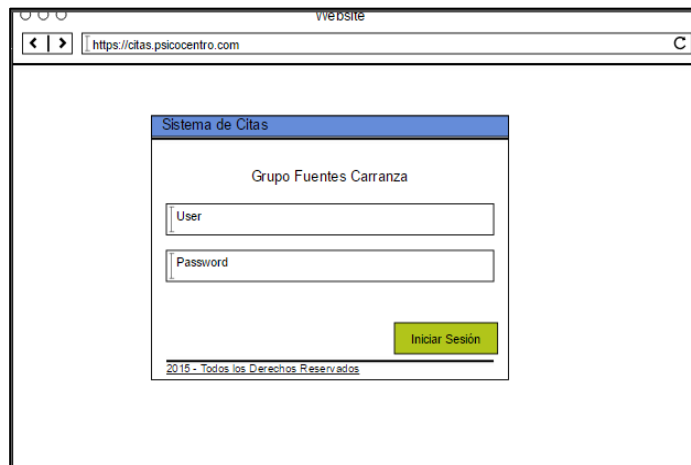 Website
https://citas.psicocentro.com
Sistema de Citas
Grupo Fuentes Carranza
User
Password
Iniciar Sesión
2015 - Todos los Derechos Reservados